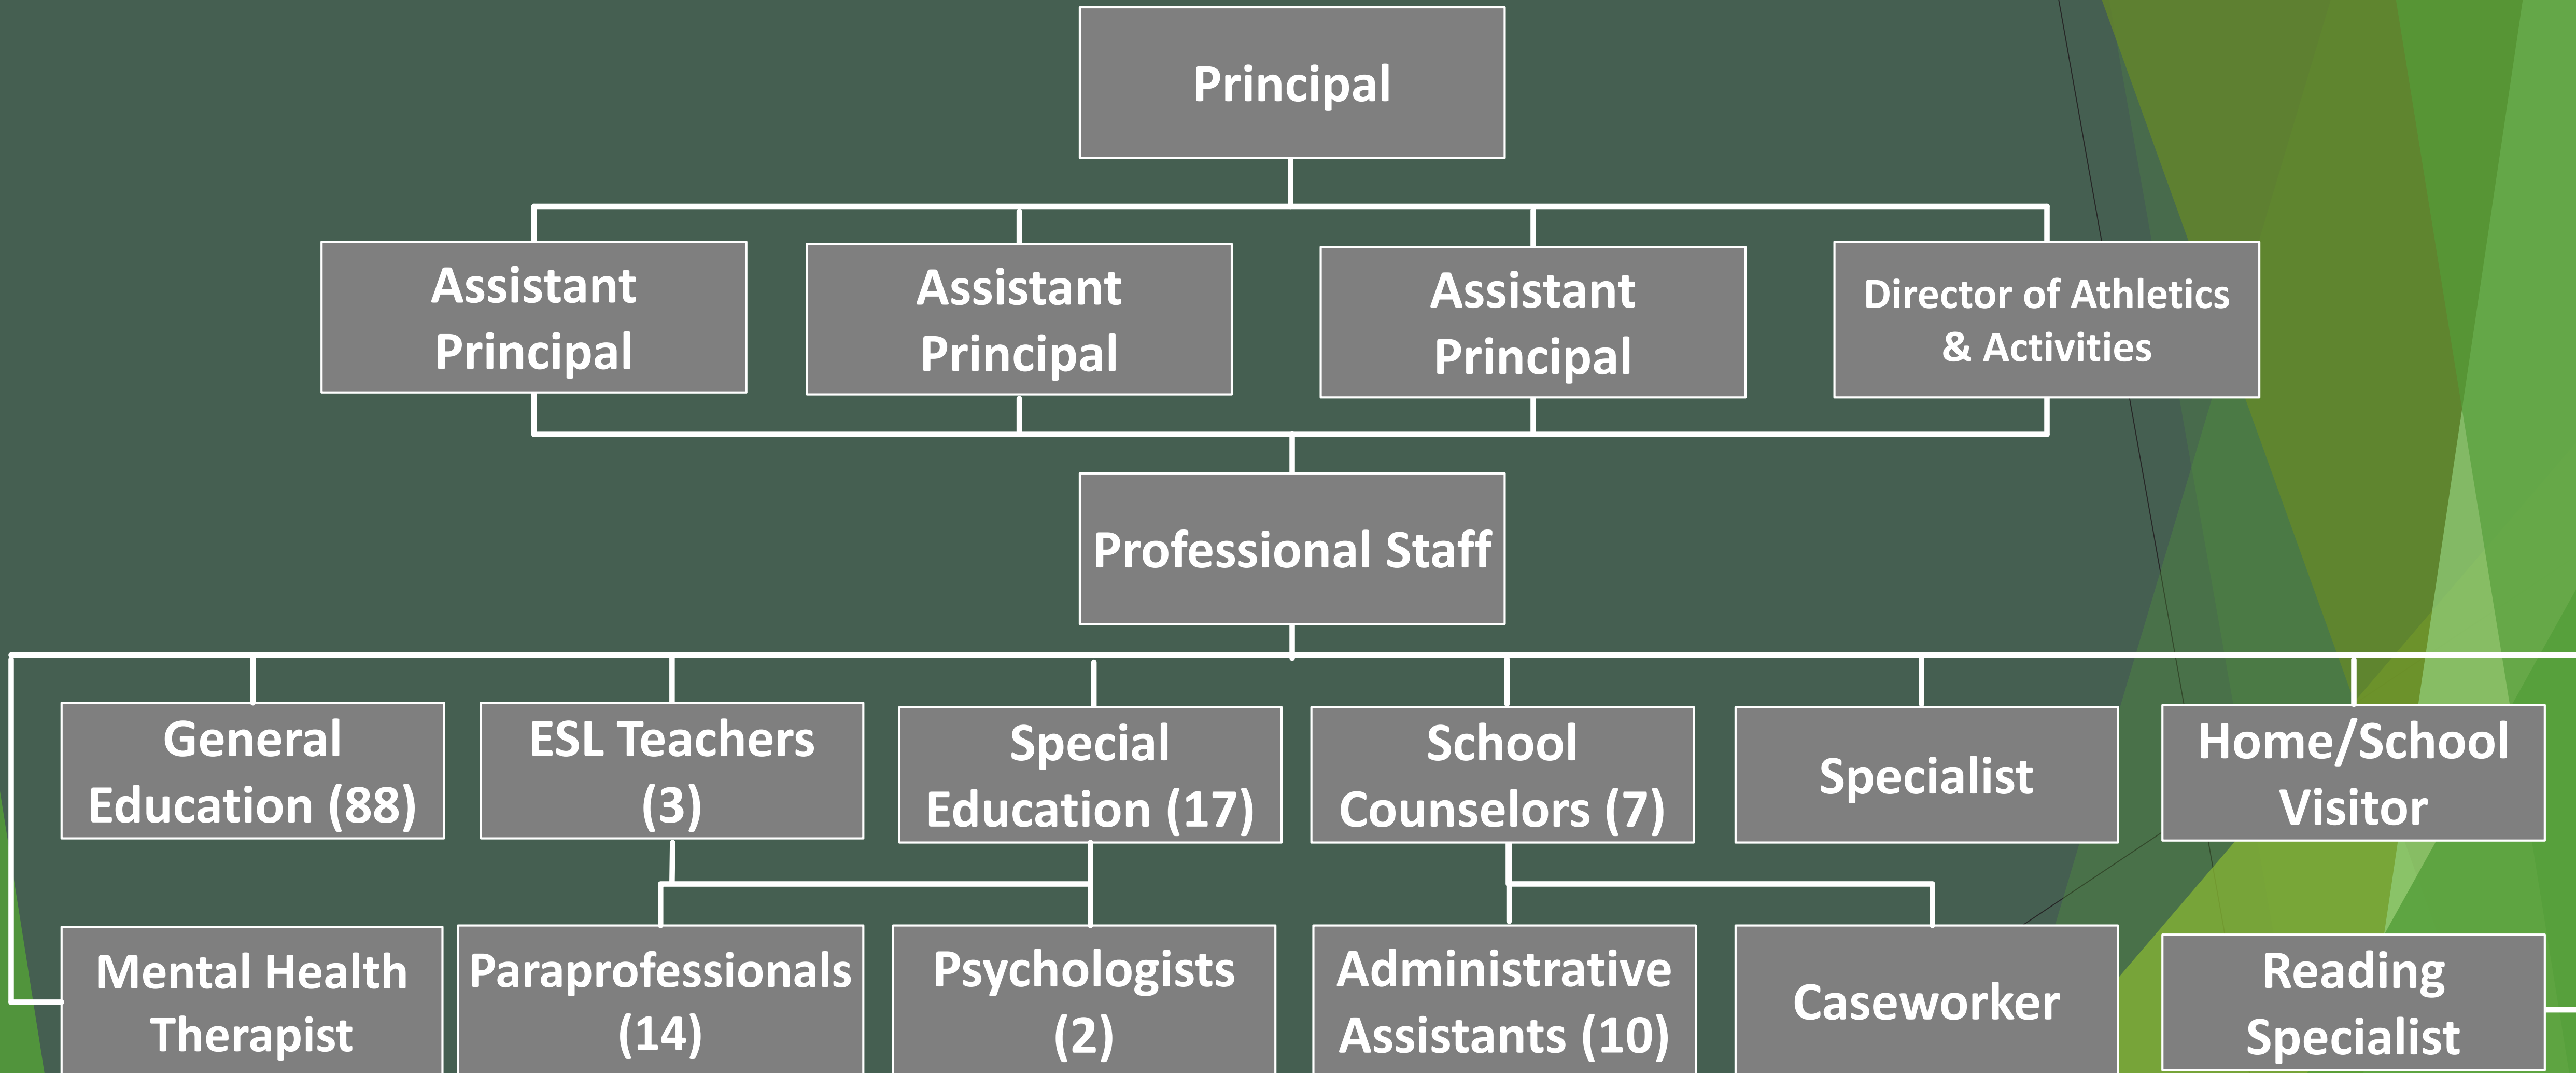 Principal
Assistant
Principal
Assistant
Principal
Assistant
Principal
Director of Athletics
& Activities
Professional Staff
General
Education (88)
ESL Teachers
(3)
Special
Education (17)
School
Counselors (7)
Specialist
Home/School
Visitor
Mental Health
Therapist
Paraprofessionals
(14)
Psychologists
(2)
Administrative
Assistants (10)
Caseworker
Reading
Specialist